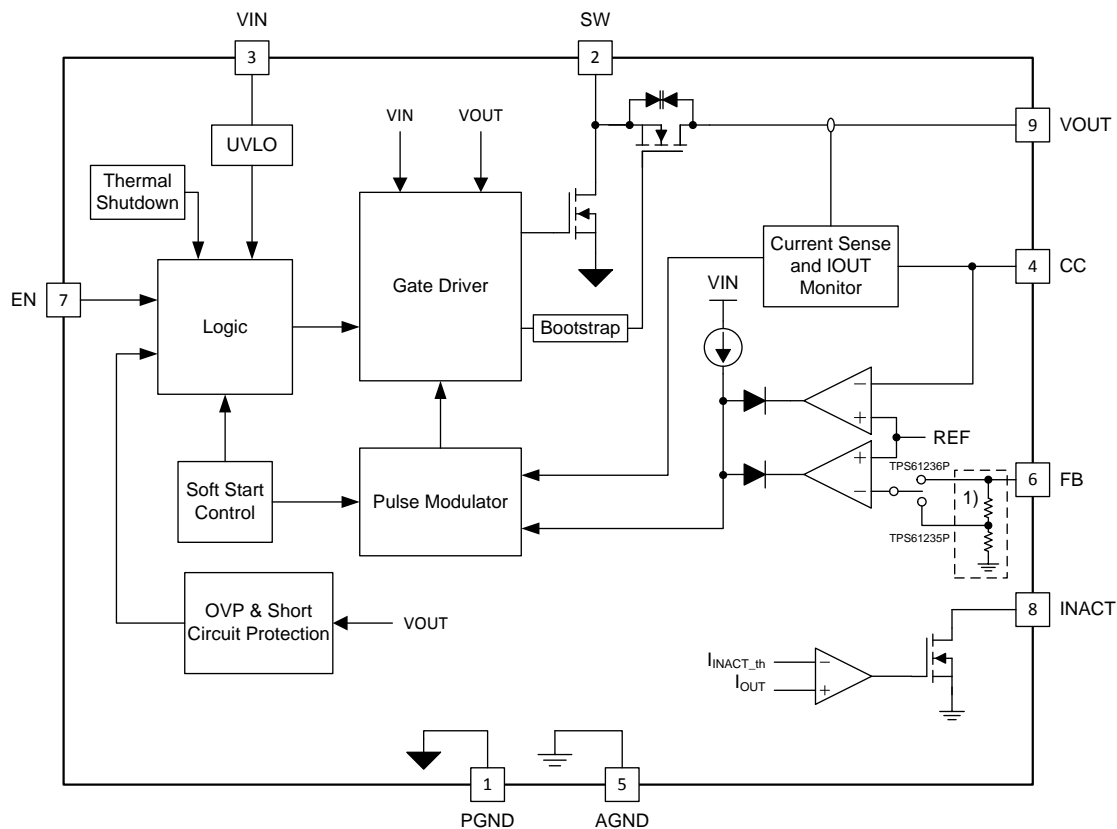 VIN
SW
3
2
VIN
VOUT
9
VOUT
UVLO
Thermal
Shutdown
Current Sense
and IOUT
Monitor
4
CC
EN
7
Logic
Gate Driver
VIN
Bootstrap
−
+
REF
+
−
TPS61236P
6
FB
1)
TPS61235P
Soft Start
Control
Pulse Modulator
OVP & Short
Circuit Protection
VOUT
8
INACT
IINACT_th
−
IOUT
+
1
5
PGND
AGND